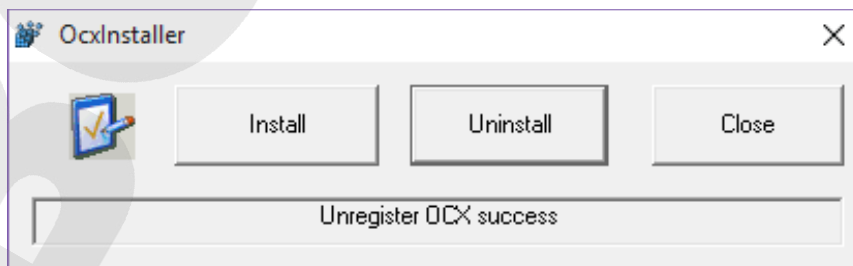 OcxInstaller
Install Uninstall Close
Unregister OCX success